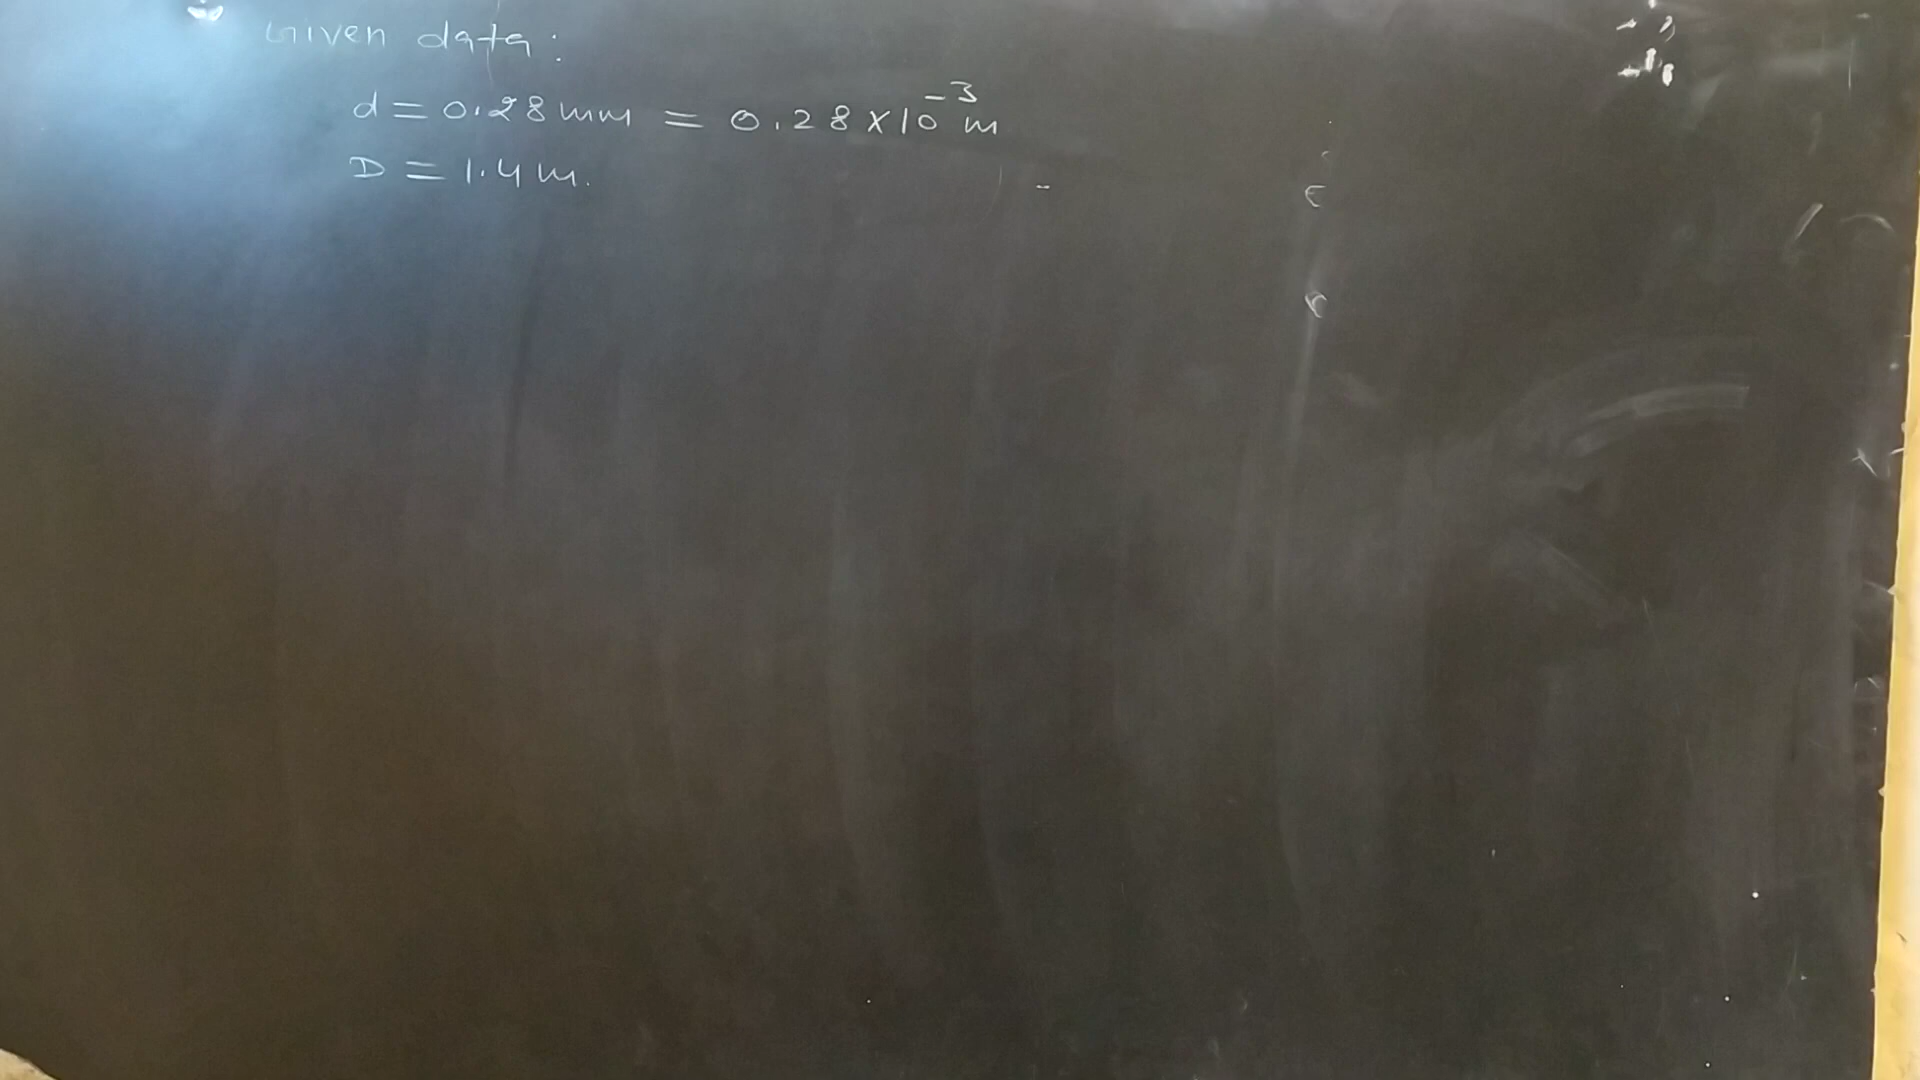 Given data:
d = 0.28 mm = 0.28 × 10⁻³ m
D = 1.4 m.